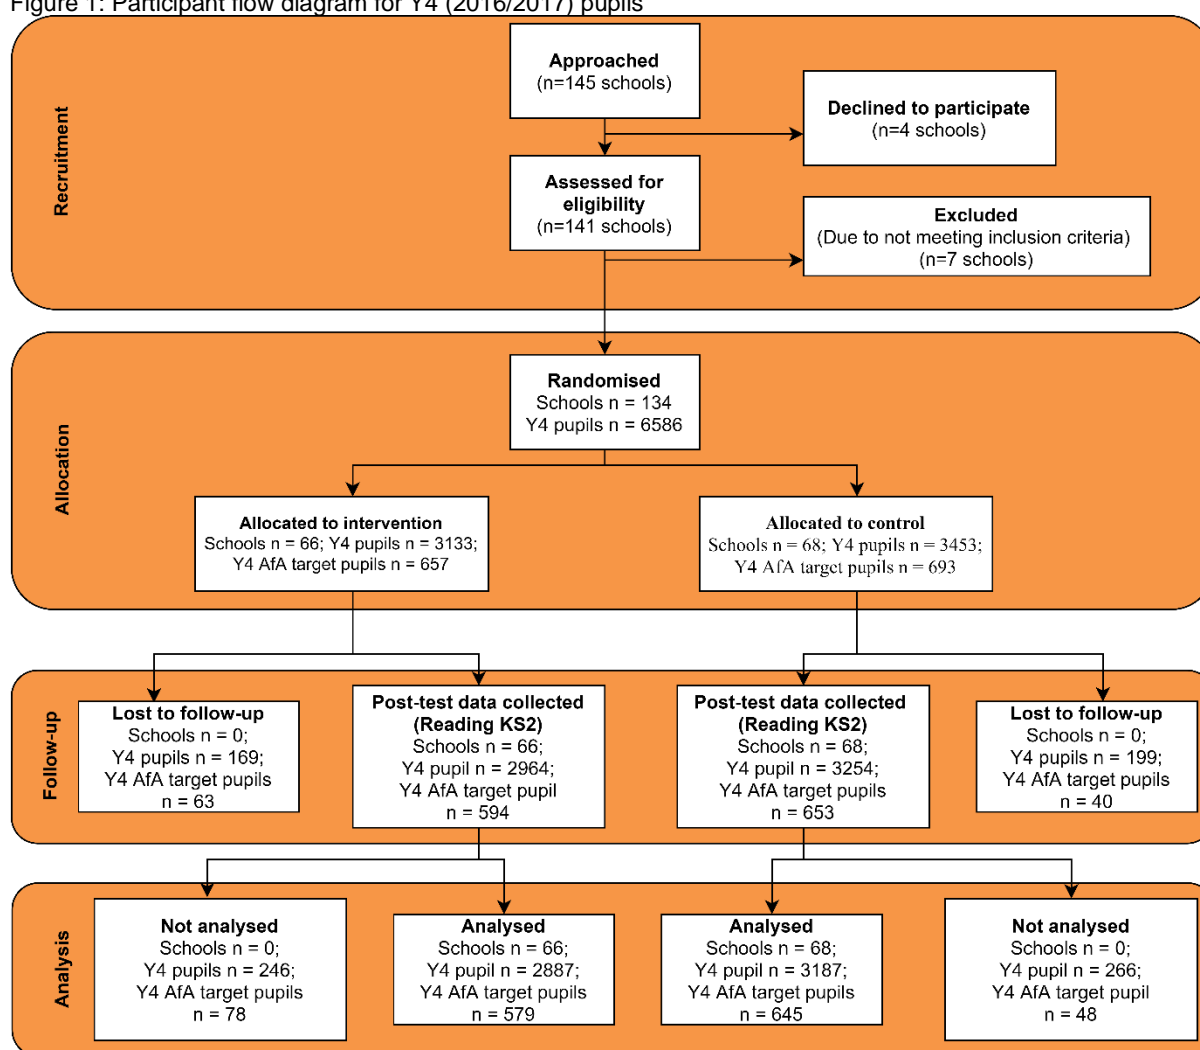 Figure 1: Participant flow diagram for Y4 (2016/2017) pupils
Recruitment
Approached
(n=145 schools)
Declined to participate
(n=4 schools)
Assessed for
eligibility
(n=141 schools)
Excluded
(Due to not meeting inclusion criteria)
(n=7 schools)
Allocation
Randomised
Schools n = 134
Y4 pupils n = 6586
Allocated to intervention
Schools n = 66; Y4 pupils n = 3133;
Y4 AfA target pupils n = 657
Allocated to control
Schools n = 68; Y4 pupils n = 3453;
Y4 AfA target pupils n = 693
Follow-up
Lost to follow-up
Schools n = 0;
Y4 pupils n = 169;
Y4 AfA target pupils
n = 63
Post-test data collected
(Reading KS2)
Schools n = 66;
Y4 pupil n = 2964;
Y4 AfA target pupil
n = 594
Post-test data collected
(Reading KS2)
Schools n = 68;
Y4 pupil n = 3254;
Y4 AfA target pupils
n = 653
Lost to follow-up
Schools n = 0;
Y4 pupils n = 199;
Y4 AfA target pupils
n = 40
Analysis
Not analysed
Schools n = 0;
Y4 pupils n = 246;
Y4 AfA target pupils
n = 78
Analysed
Schools n = 66;
Y4 pupil n = 2887;
Y4 AfA target pupils
n = 579
Analysed
Schools n = 68;
Y4 pupil n = 3187;
Y4 AfA target pupils
n = 645
Not analysed
Schools n = 0;
Y4 pupil n = 266;
Y4 AfA target pupil
n = 48